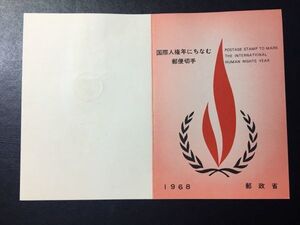 国際人権年にちなむ
郵便切手
POSTAGE STAMP TO MARK
THE INTERNATIONAL
HUMAN RIGHTS YEAR
1968
郵政省